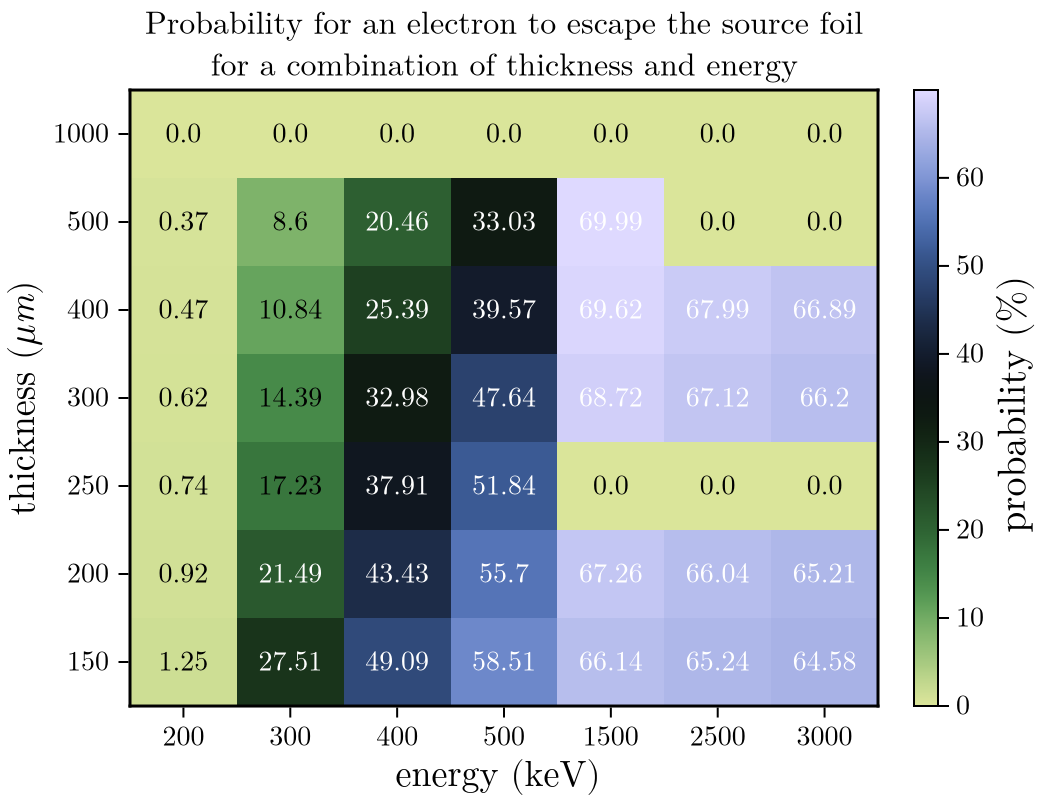 Probability for an electron to escape the source foil
for a combination of thickness and energy
1000 0.0 0.0 0.0 0.0 0.0 0.0 0.0
500 0.37 8.6 20.46 33.03 69.99 0.0 0.0
400 0.47 10.84 25.39 39.57 69.62 67.99 66.89
300 0.62 14.39 32.98 47.64 68.72 67.12 66.2
250 0.74 17.23 37.91 51.84 0.0 0.0 0.0
200 0.92 21.49 43.43 55.7 67.26 66.04 65.21
150 1.25 27.51 49.09 58.51 66.14 65.24 64.58
200 300 400 500 1500 2500 3000
energy (keV)
thickness (μm)
60
50
40
30
20
10
0
probability (%)